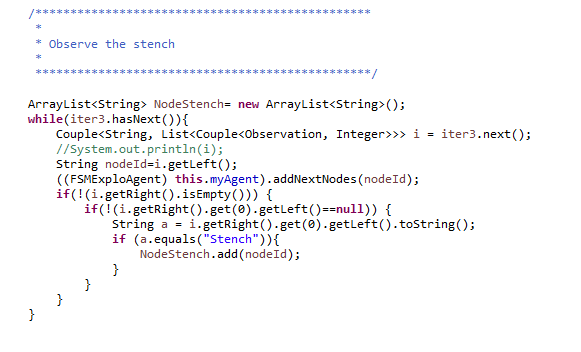 /************************************************
 *
 * Observe the stench
 *
 ************************************************/
ArrayList<String> NodeStench= new ArrayList<String>();
while(iter3.hasNext()){
    Couple<String, List<Couple<Observation, Integer>>> i = iter3.next();
    //System.out.println(i);
    String nodeId=i.getLeft();
    ((FSMExploAgent) this.myAgent).addNextNodes(nodeId);
    if(!(i.getRight().isEmpty())) {
        if(!(i.getRight().get(0).getLeft()==null)) {
            String a = i.getRight().get(0).getLeft().toString();
            if (a.equals("Stench")){
                NodeStench.add(nodeId);
            }
        }
    }
}